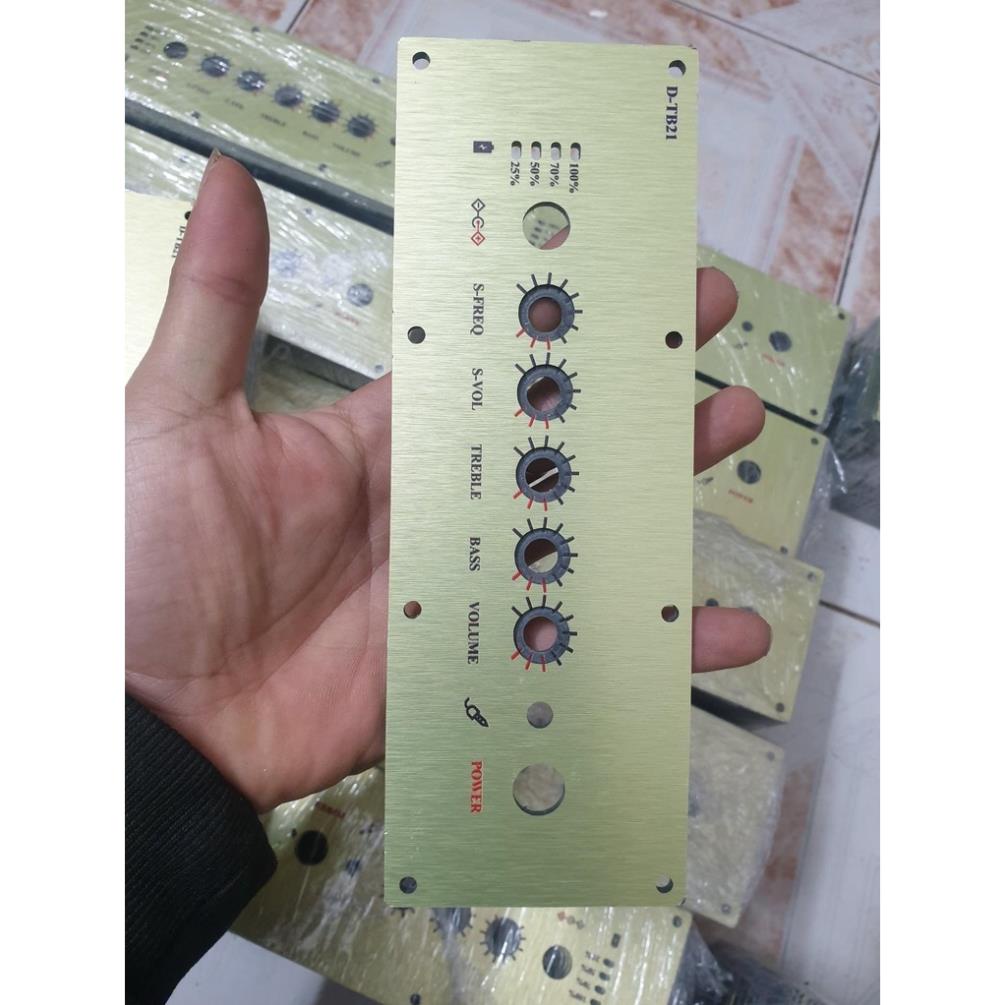 D-TB21
100%
70%
50%
25%
S-FREQ
S-VOL
TREBLE
BASS
VOLUME
POWER